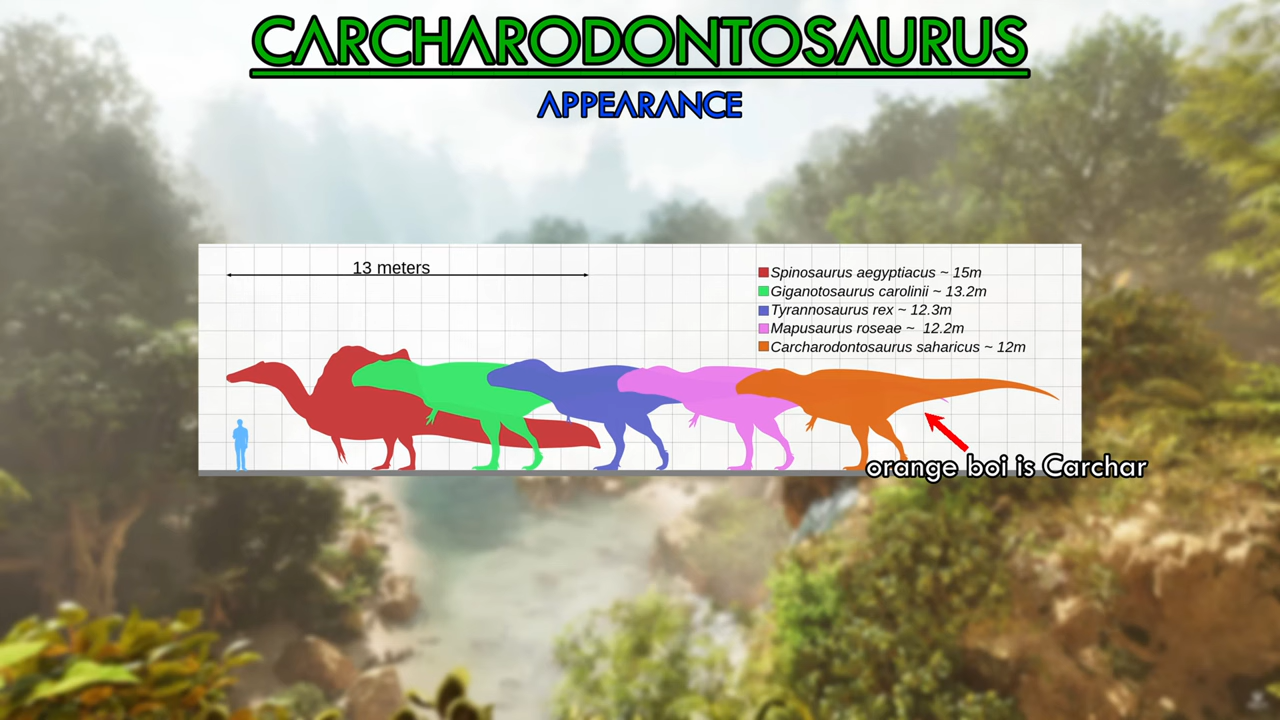 CARCHARODONTOSAURUS
APPEARANCE
13 meters
Spinosaurus aegyptiacus ~ 15m
Giganotosaurus carolinii ~ 13.2m
Tyrannosaurus rex ~ 12.3m
Mapusaurus roseae ~ 12.2m
Carcharodontosaurus saharicus ~ 12m
orange boi is Carchar